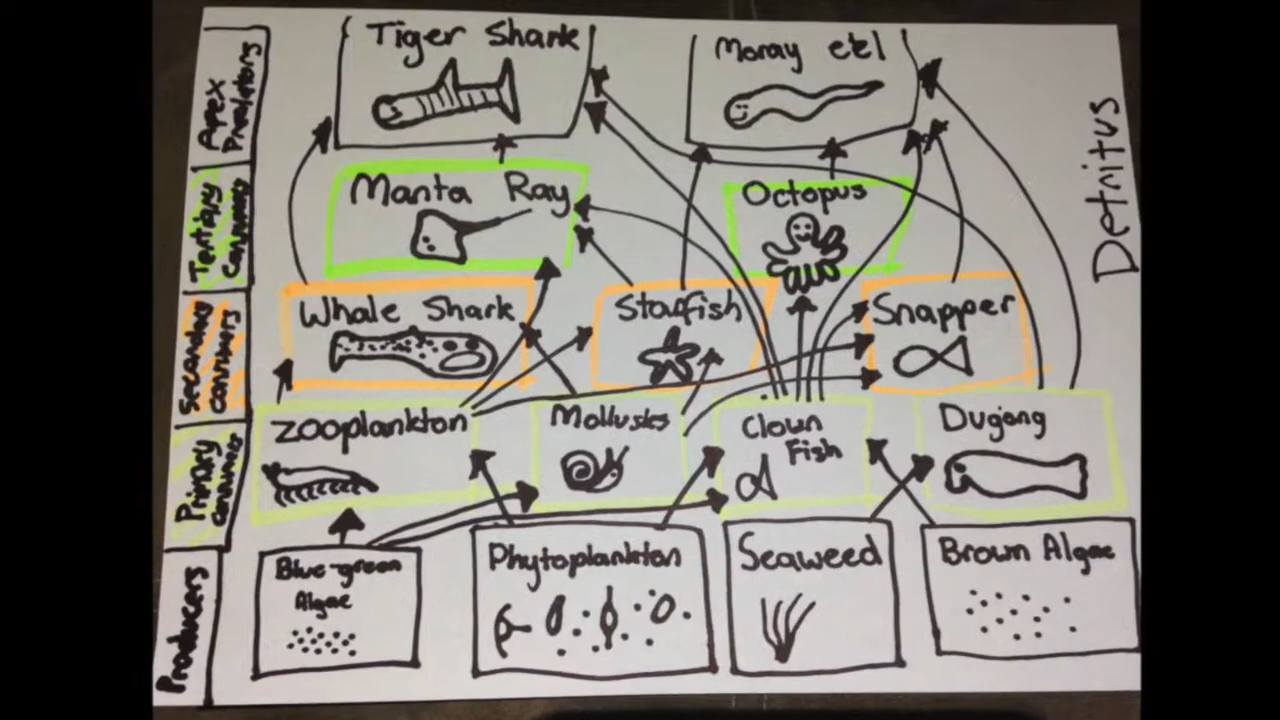 Apex
Predators
Tiger Shark
Moray eel
Detritus
Tertiary
Consumers
Manta Ray
Octopus
Secondary
Consumers
Whale Shark
Starfish
Snapper
Primary
Consumers
Zooplankton
Mollusks
Clown
Fish
Dugong
Producers
Blue-green
Algae
Phytoplankton
Seaweed
Brown Algae